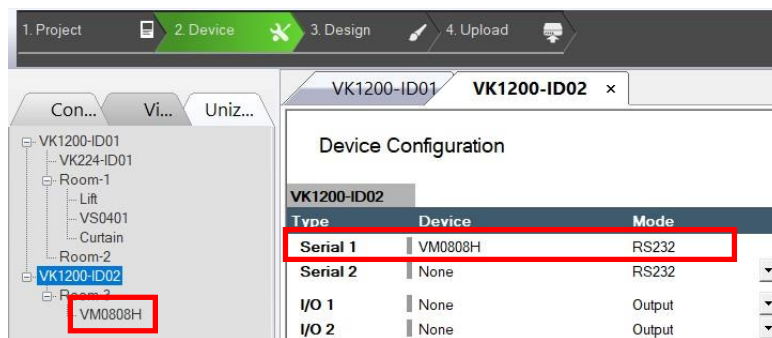 1. Project 2. Device 3. Design 4. Upload
Con... Vi... Uniz...
VK1200-ID01
VK224-ID01
Room-1
Lift
VS0401
Curtain
Room-2
VK1200-ID02
Room-3
VM0808H
VK1200-ID01 VK1200-ID02 ×
Device Configuration
VK1200-ID02
Type Device Mode
Serial 1 VM0808H RS232
Serial 2 None RS232
I/O 1 None Output
I/O 2 None Output